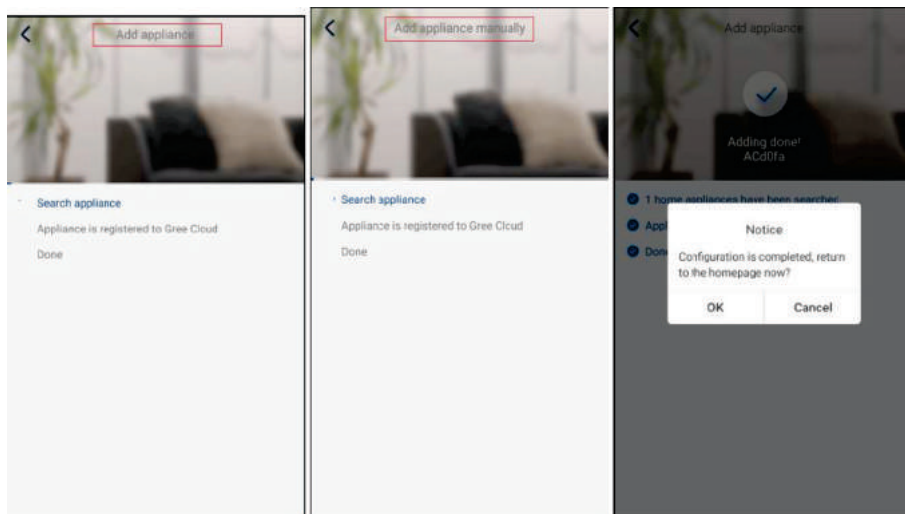 Add appliance
Search appliance
Appliance is registered to Gree Cloud
Done
Add appliance manually
Search appliance
Appliance is registered to Gree Cloud
Done
Add appliance
Adding done!
ACd0fa
1 home appliances have been searched
Appl
Done
Notice
Configuration is completed, return
to the homepage now?
OK
Cancel